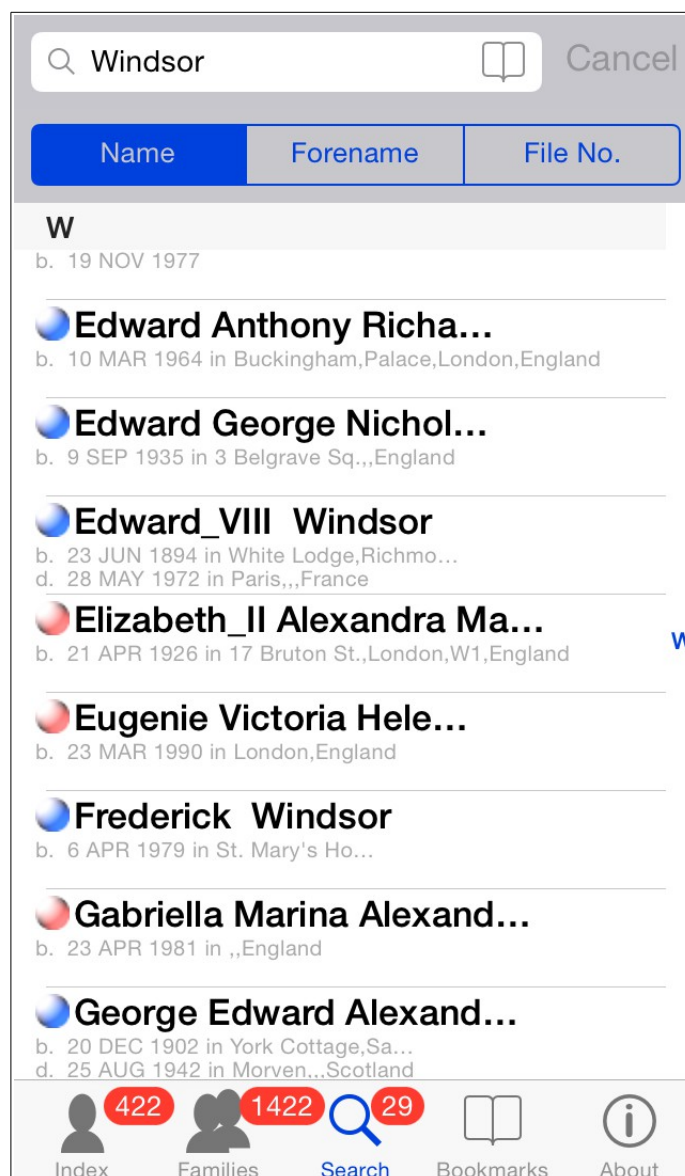 Windsor
Cancel
Name Forename File No.
W
b. 19 NOV 1977
Edward Anthony Richa...
b. 10 MAR 1964 in Buckingham,Palace,London,England
Edward George Nichol...
b. 9 SEP 1935 in 3 Belgrave Sq.,,England
Edward_VIII Windsor
b. 23 JUN 1894 in White Lodge,Richmo...
d. 28 MAY 1972 in Paris,,,France
Elizabeth_II Alexandra Ma...
b. 21 APR 1926 in 17 Bruton St.,London,W1,England
W
Eugenie Victoria Hele...
b. 23 MAR 1990 in London,England
Frederick Windsor
b. 6 APR 1979 in St. Mary's Ho...
Gabriella Marina Alexand...
b. 23 APR 1981 in ,,England
George Edward Alexand...
b. 20 DEC 1902 in York Cottage,Sa...
d. 25 AUG 1942 in Morven,,,Scotland
422 1422 29
Index Families Search Bookmarks About